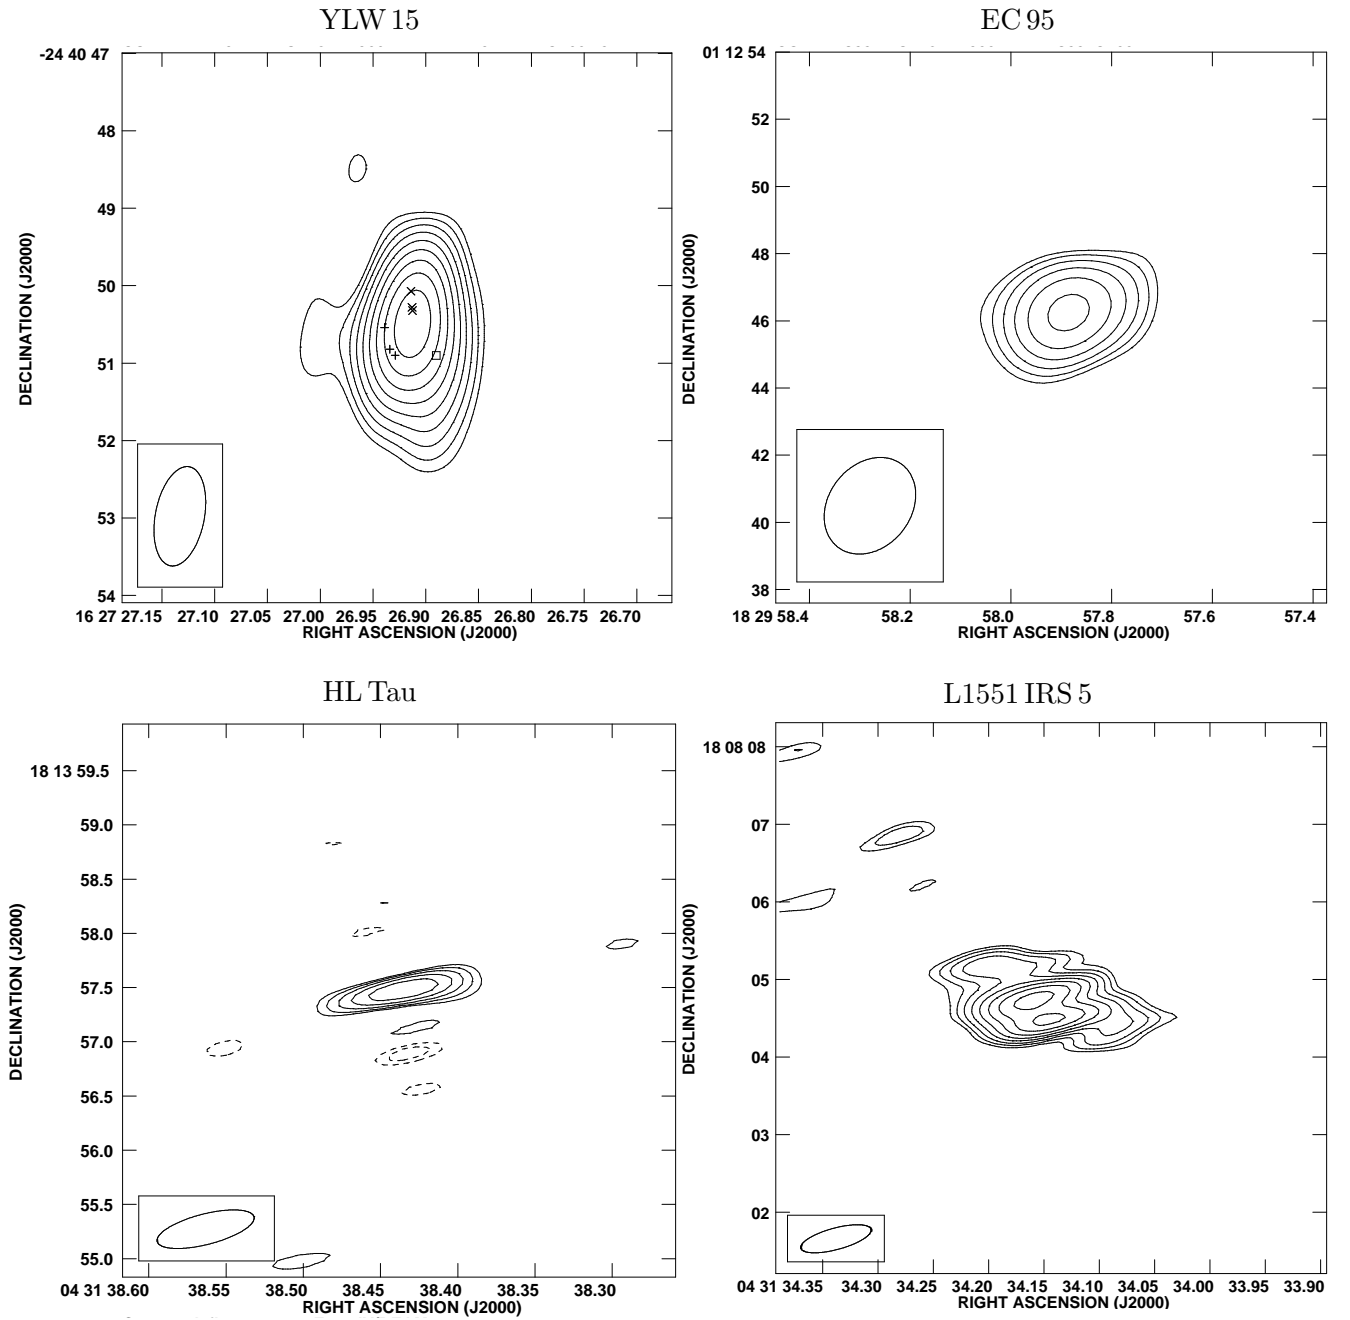 YLW 15
-24 40 47
48
49
50
51
52
53
54
DECLINATION (J2000)
16 27 27.15 27.10 27.05 27.00 26.95 26.90 26.85 26.80 26.75 26.70
RIGHT ASCENSION (J2000)
EC 95
01 12 54
52
50
48
46
44
42
40
38
DECLINATION (J2000)
18 29 58.4 58.2 58.0 57.8 57.6 57.4
RIGHT ASCENSION (J2000)
HL Tau
18 13 59.5
59.0
58.5
58.0
57.5
57.0
56.5
56.0
55.5
55.0
DECLINATION (J2000)
04 31 38.60 38.55 38.50 38.45 38.40 38.35 38.30
RIGHT ASCENSION (J2000)
L1551 IRS 5
18 08 08
07
06
05
04
03
02
DECLINATION (J2000)
04 31 34.35 34.30 34.25 34.20 34.15 34.10 34.05 34.00 33.95 33.90
RIGHT ASCENSION (J2000)